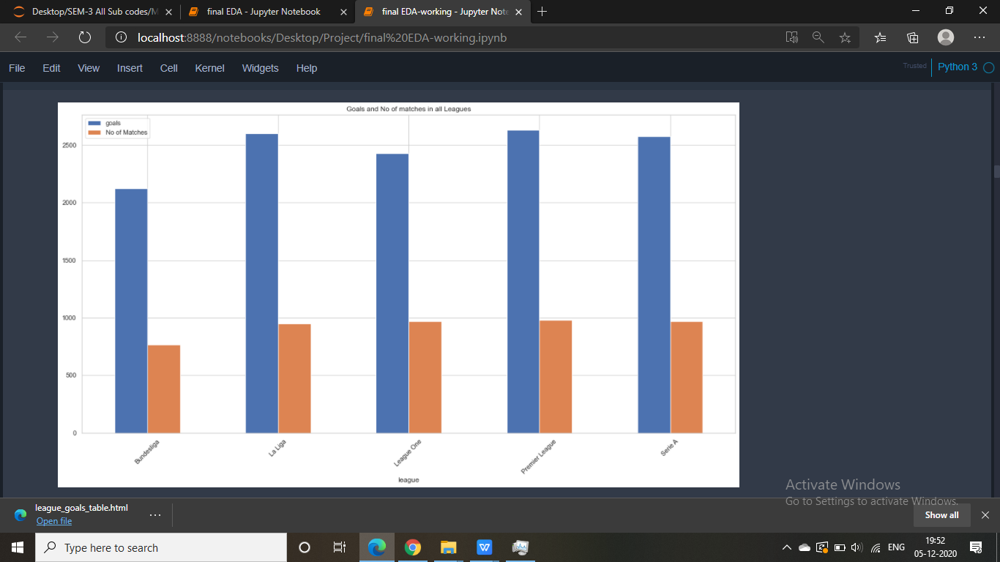 Desktop/SEM-3 All Sub codes/M
final EDA - Jupyter Notebook
final EDA-working - Jupyter Note
localhost:8888/notebooks/Desktop/Project/final%20EDA-working.ipynb
File Edit View Insert Cell Kernel Widgets Help
Trusted
Python 3
Goals and No of matches in all Leagues
goals
No of Matches
2500
2000
1500
1000
500
0
Bundesliga
La Liga
League One
Premier League
Serie A
league
Activate Windows
Go to Settings to activate Windows.
league_goals_table.html
Open file
Show all
Type here to search
ENG
19:52
05-12-2020